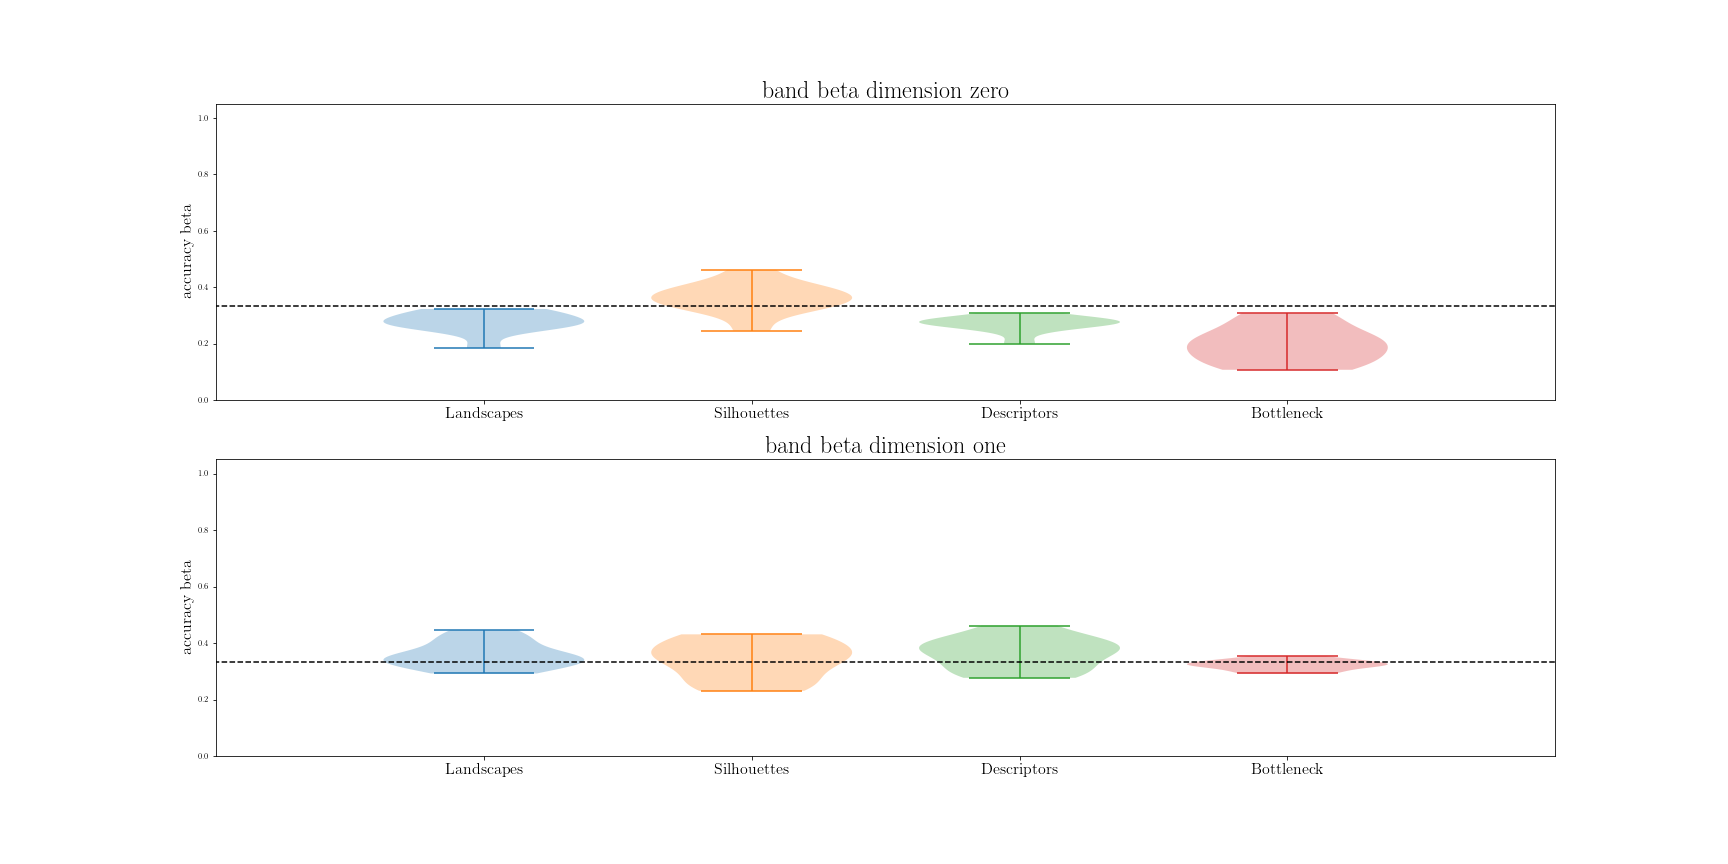 band beta dimension zero
1.0
0.8
0.6
0.4
0.2
0.0
accuracy beta
Landscapes Silhouettes Descriptors Bottleneck
band beta dimension one
1.0
0.8
0.6
0.4
0.2
0.0
accuracy beta
Landscapes Silhouettes Descriptors Bottleneck